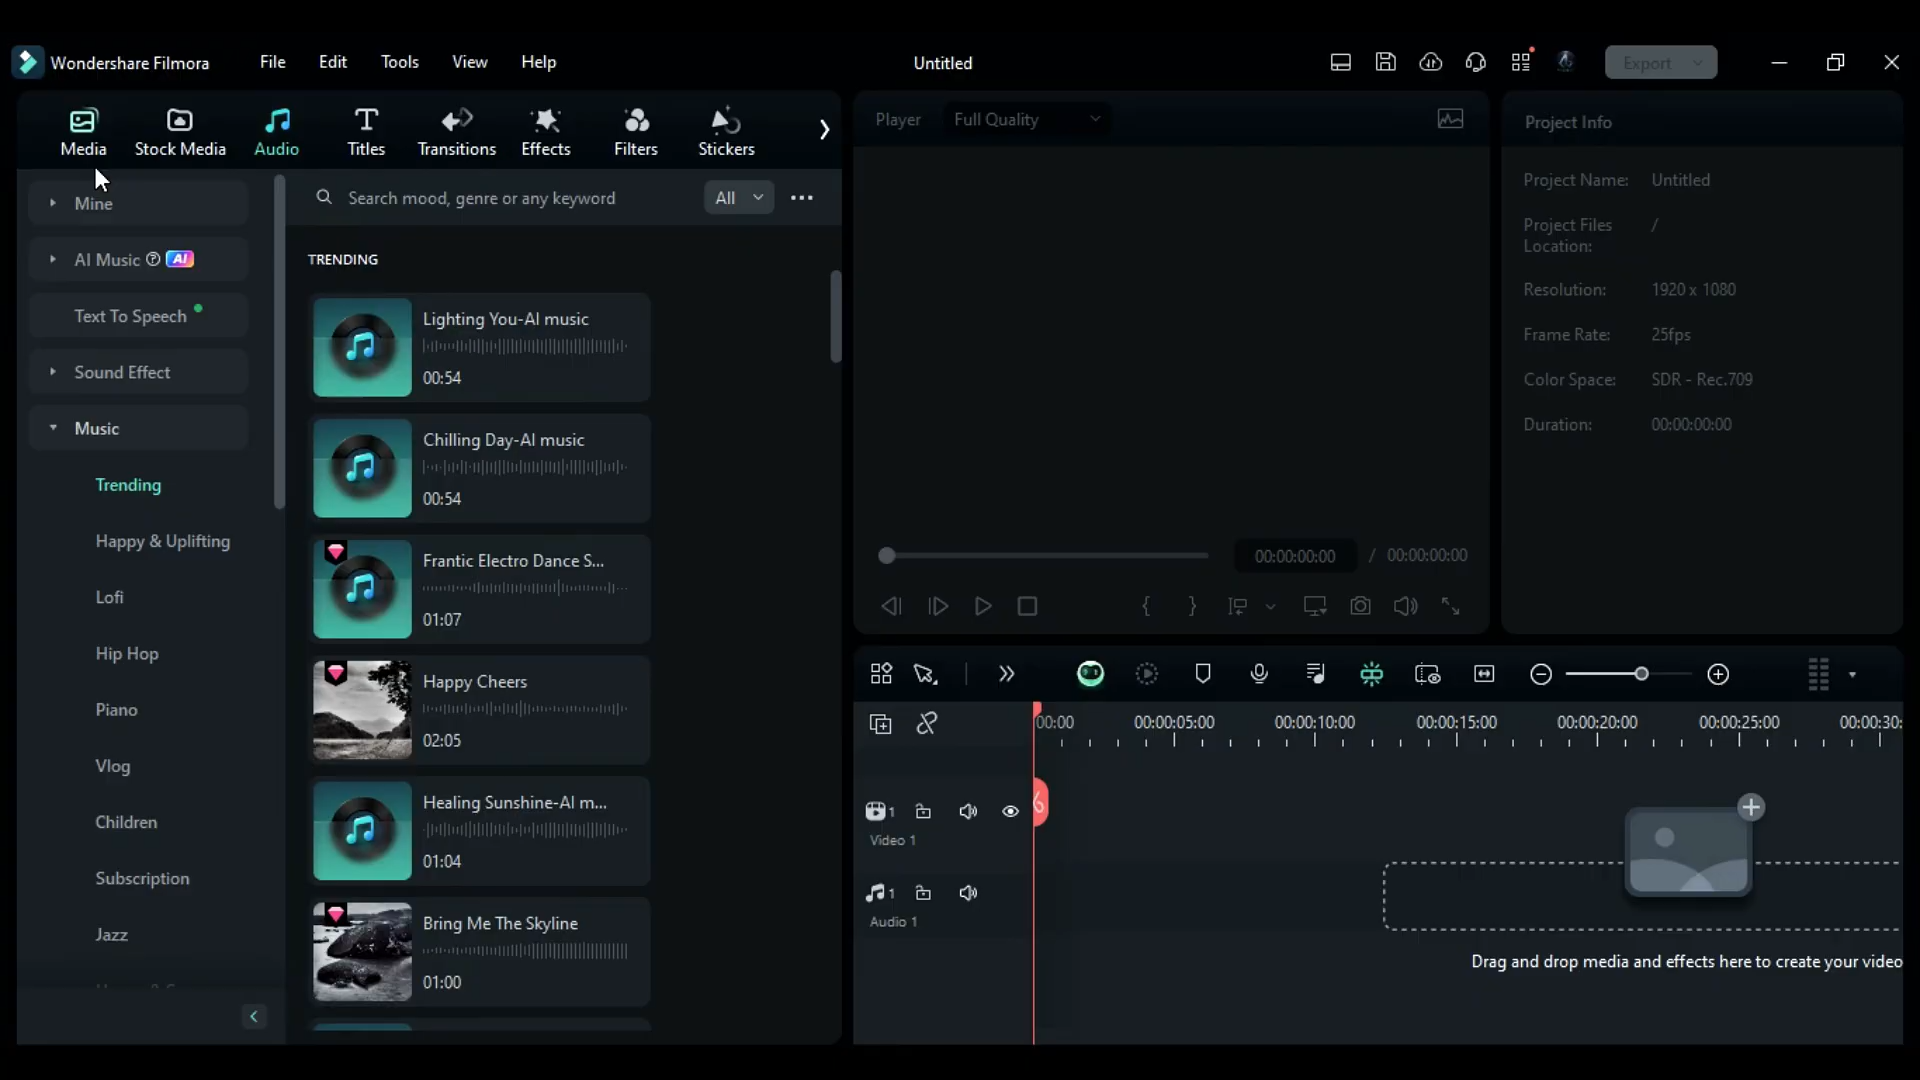 Wondershare Filmora
File
Edit
Tools
View
Help
Untitled
Export
Media
Stock Media
Audio
Titles
Transitions
Effects
Filters
Stickers
Player
Full Quality
Project Info
Mine
AI Music
AI
Text To Speech
Sound Effect
Music
Trending
Happy & Uplifting
Lofi
Hip Hop
Piano
Vlog
Children
Subscription
Jazz
Search mood, genre or any keyword
All
TRENDING
Lighting You-AI music
00:54
Chilling Day-AI music
00:54
Frantic Electro Dance S...
01:07
Happy Cheers
02:05
Healing Sunshine-AI m...
01:04
Bring Me The Skyline
01:00
00:00:00:00 / 00:00:00:00
Project Name: Untitled
Project Files Location: /
Resolution: 1920 x 1080
Frame Rate: 25fps
Color Space: SDR - Rec.709
Duration: 00:00:00:00
00:00
00:00:05:00
00:00:10:00
00:00:15:00
00:00:20:00
00:00:25:00
00:00:30:
1
Video 1
1
Audio 1
Drag and drop media and effects here to create your video